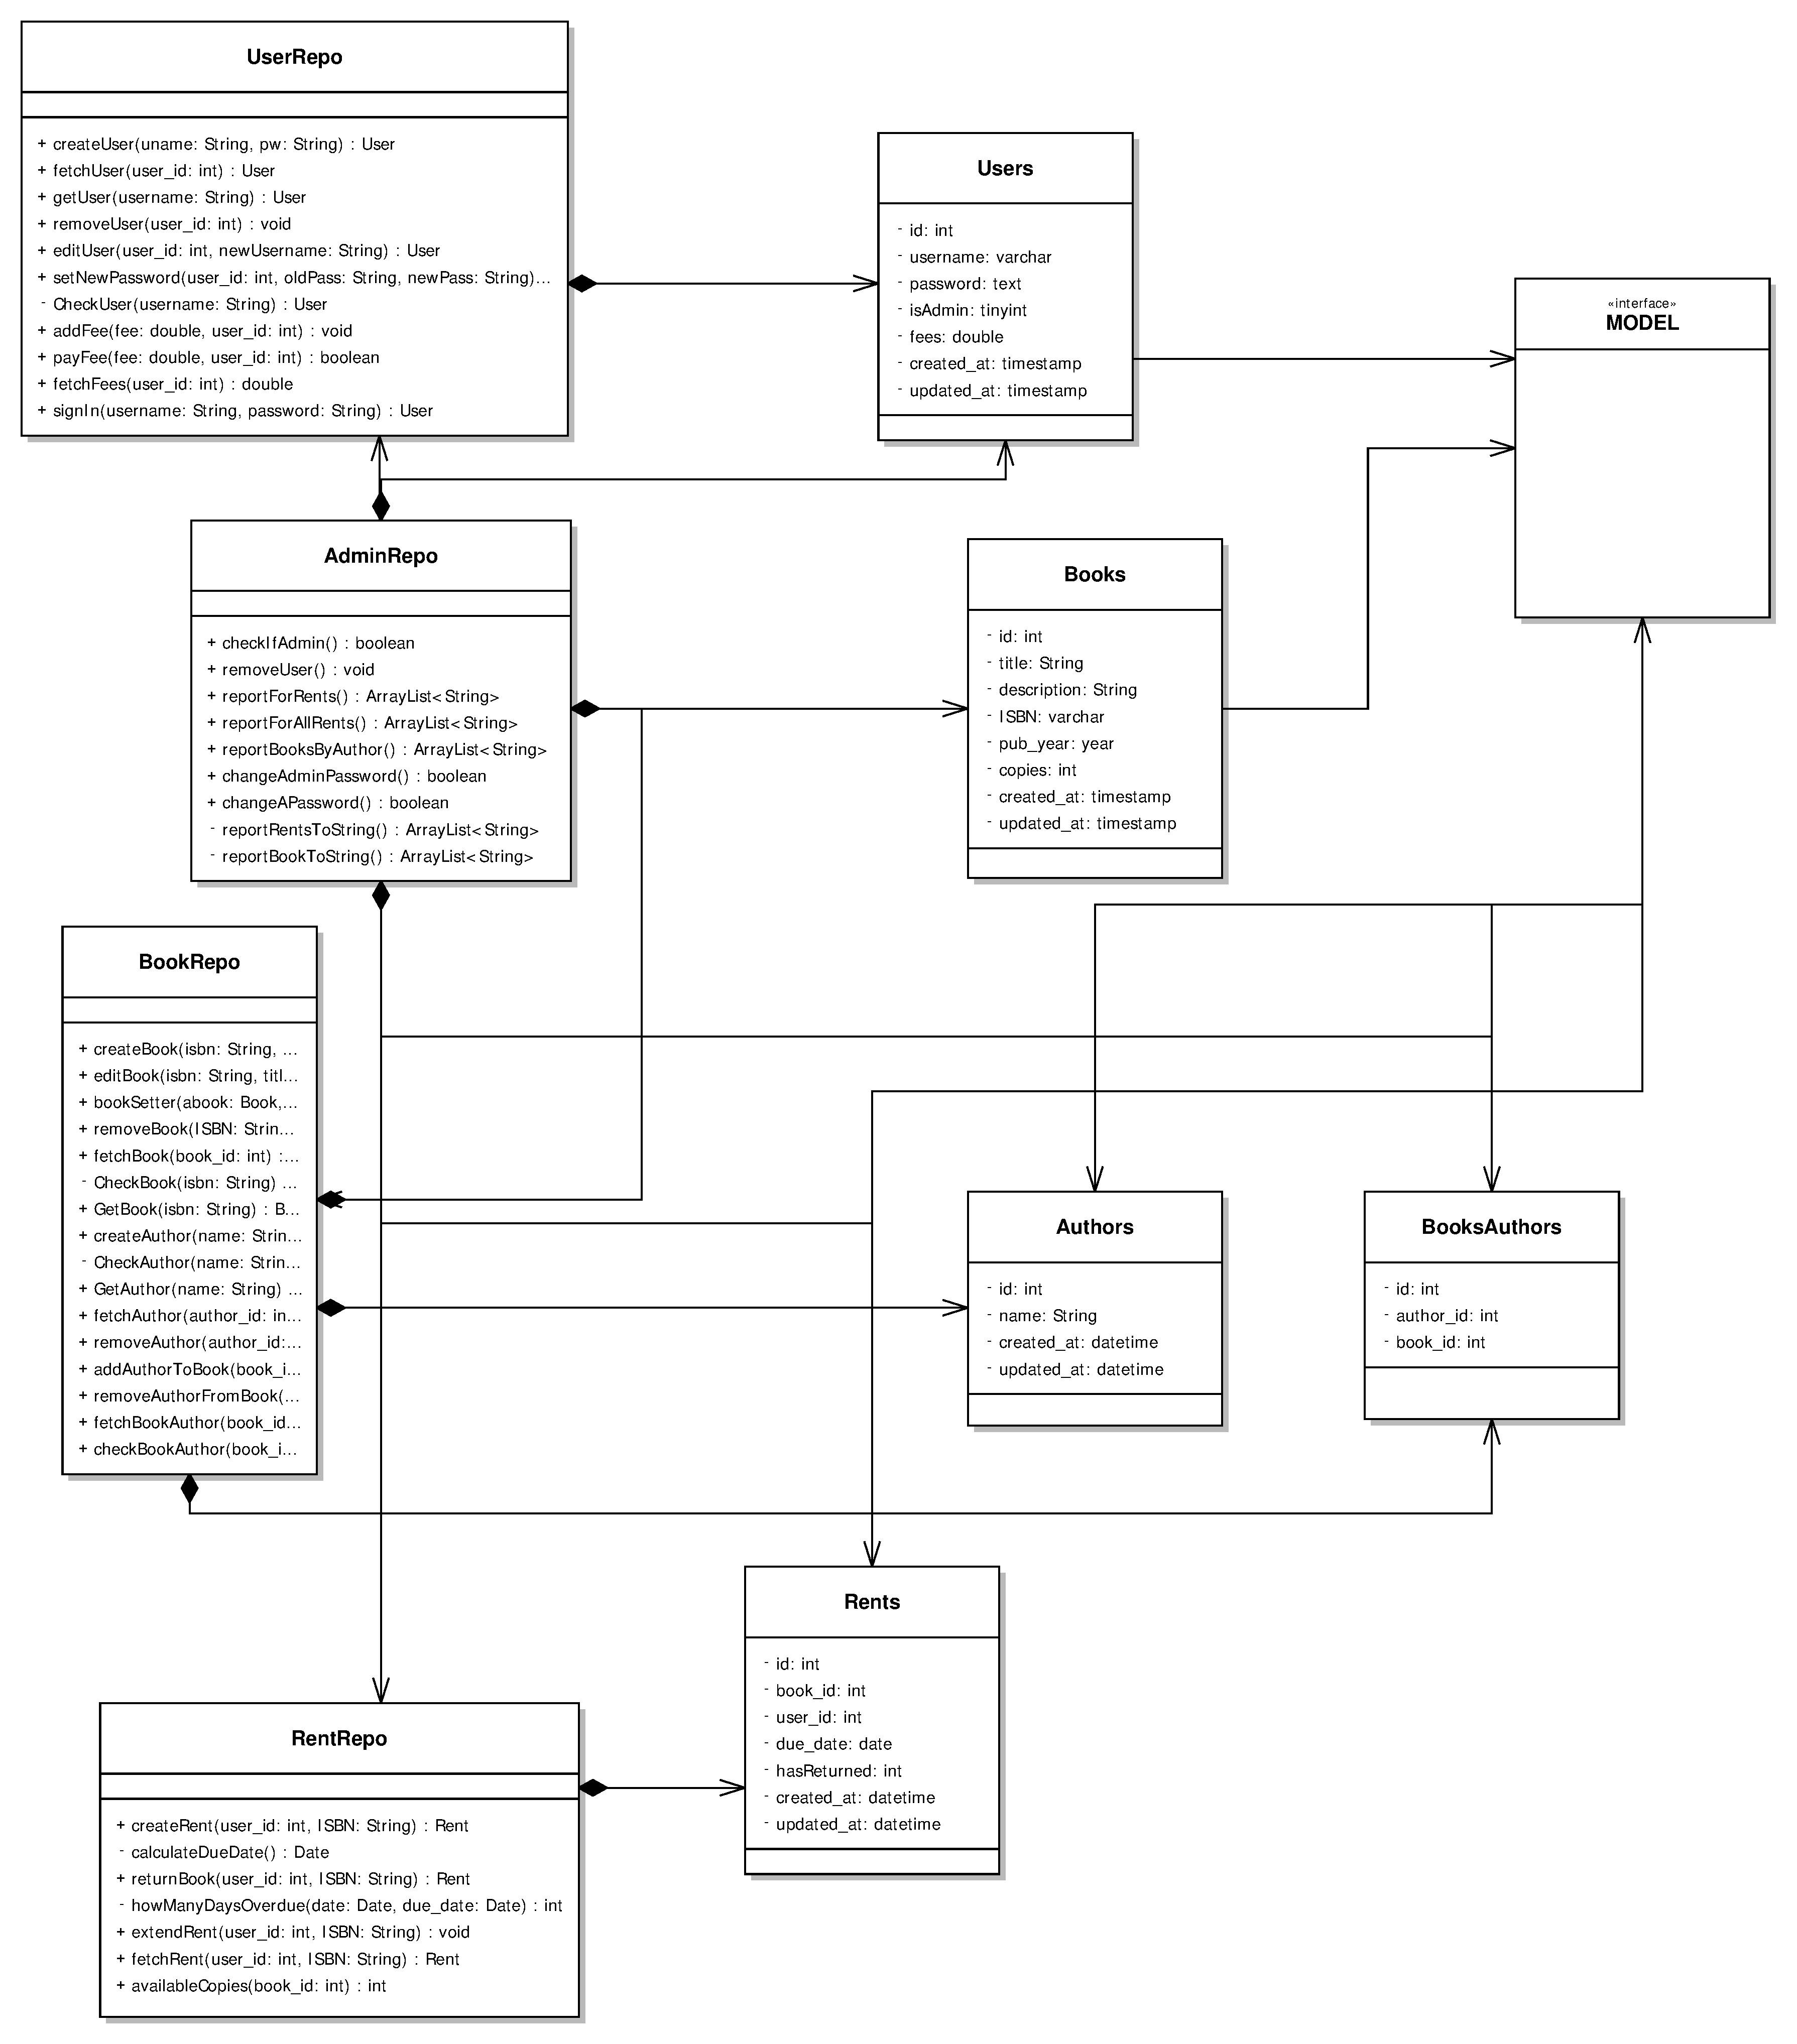 UserRepo
+ createUser(uname: String, pw: String) : User
+ fetchUser(user_id: int) : User
+ getUser(username: String) : User
+ removeUser(user_id: int) : void
+ editUser(user_id: int, newUsername: String) : User
+ setNewPassword(user_id: int, oldPass: String, newPass: String)...
- CheckUser(username: String) : User
+ addFee(fee: double, user_id: int) : void
+ payFee(fee: double, user_id: int) : boolean
+ fetchFees(user_id: int) : double
+ signIn(username: String, password: String) : User
Users
- id: int
- username: varchar
- password: text
- isAdmin: tinyint
- fees: double
- created_at: timestamp
- updated_at: timestamp
«interface»
MODEL
AdminRepo
+ checkIfAdmin() : boolean
+ removeUser() : void
+ reportForRents() : ArrayList<String>
+ reportForAllRents() : ArrayList<String>
+ reportBooksByAuthor() : ArrayList<String>
+ changeAdminPassword() : boolean
+ changeAPassword() : boolean
- reportRentsToString() : ArrayList<String>
- reportBookToString() : ArrayList<String>
Books
- id: int
- title: String
- description: String
- ISBN: varchar
- pub_year: year
- copies: int
- created_at: timestamp
- updated_at: timestamp
BookRepo
+ createBook(isbn: String, ...
+ editBook(isbn: String, titl...
+ bookSetter(abook: Book,...
+ removeBook(ISBN: Strin...
+ fetchBook(book_id: int) :...
- CheckBook(isbn: String) ...
+ GetBook(isbn: String) : B...
+ createAuthor(name: Strin...
- CheckAuthor(name: Strin...
+ GetAuthor(name: String) ...
+ fetchAuthor(author_id: in...
+ removeAuthor(author_id:...
+ addAuthorToBook(book_i...
+ removeAuthorFromBook(...
+ fetchBookAuthor(book_id...
+ checkBookAuthor(book_i...
Authors
- id: int
- name: String
- created_at: datetime
- updated_at: datetime
BooksAuthors
- id: int
- author_id: int
- book_id: int
Rents
- id: int
- book_id: int
- user_id: int
- due_date: date
- hasReturned: int
- created_at: datetime
- updated_at: datetime
RentRepo
+ createRent(user_id: int, ISBN: String) : Rent
- calculateDueDate() : Date
+ returnBook(user_id: int, ISBN: String) : Rent
- howManyDaysOverdue(date: Date, due_date: Date) : int
+ extendRent(user_id: int, ISBN: String) : void
+ fetchRent(user_id: int, ISBN: String) : Rent
+ availableCopies(book_id: int) : int